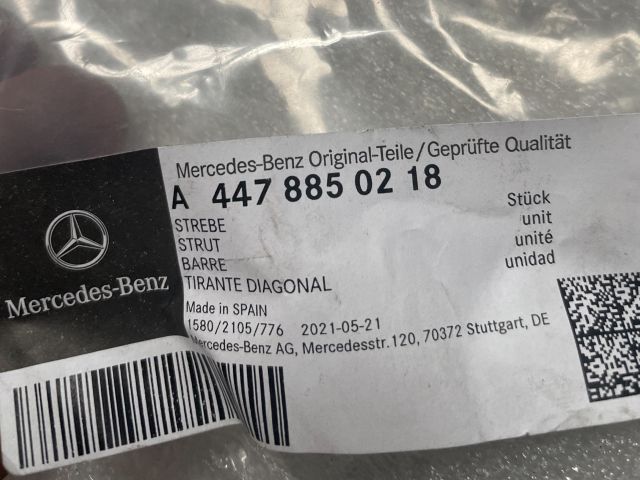 Mercedes-Benz Original-Teile/Geprüfte Qualität
A 447 885 02 18
STREBE
STRUT
BARRE
TIRANTE DIAGONAL
Stück
unit
unité
unidad
Made in SPAIN
1580/2105/776 2021-05-21
Mercedes-Benz AG, Mercedesstr.120, 70372 Stuttgart, DE
Mercedes-Benz